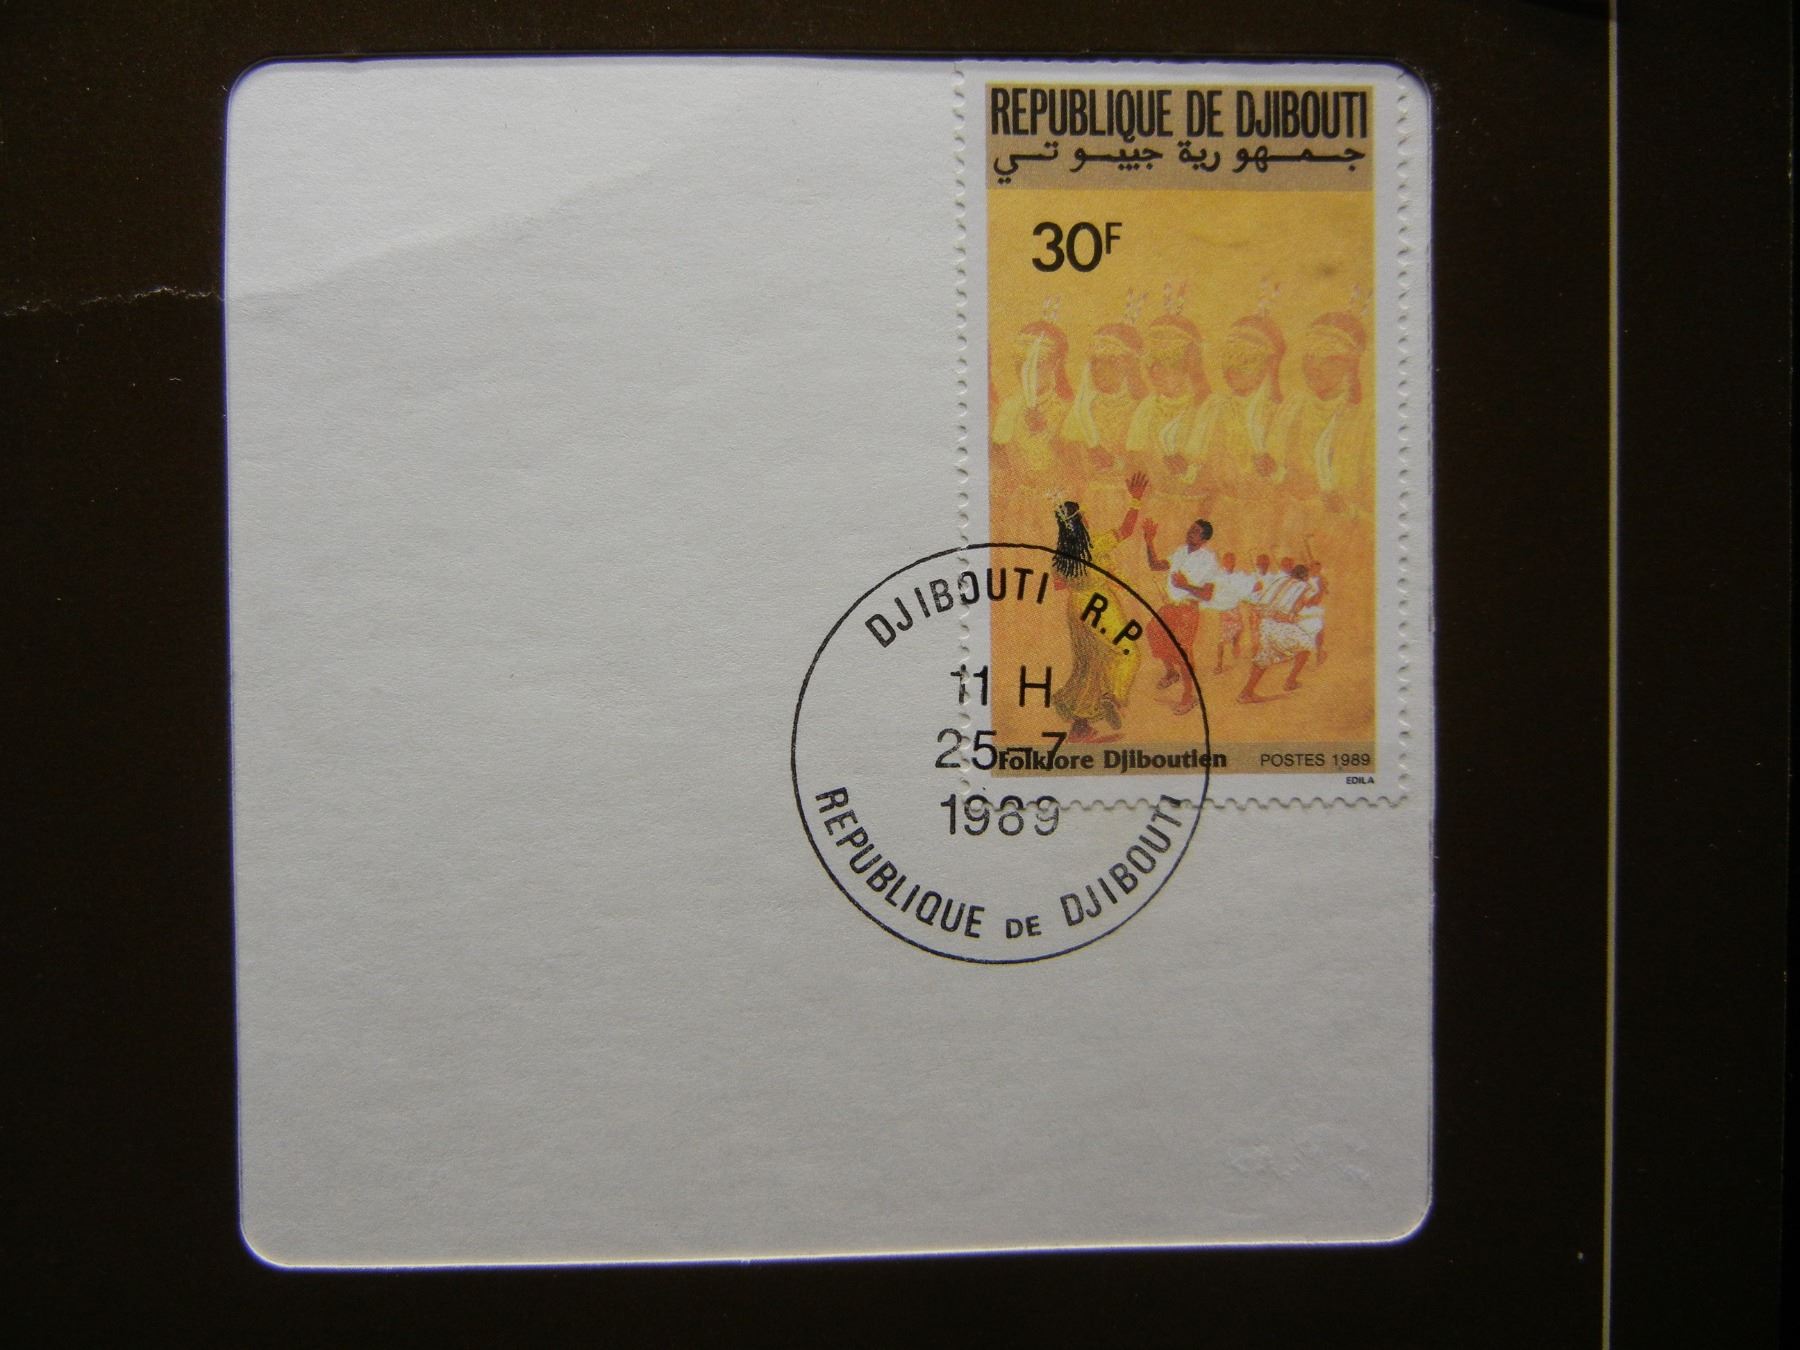 REPUBLIQUE DE DJIBOUTI
جمهورية جيبوتي
30F
DJIBOUTI R.P.
11 H
25-7
1989
REPUBLIQUE DE DJIBOUTI
Folklore Djiboutien
POSTES 1989
EDILA